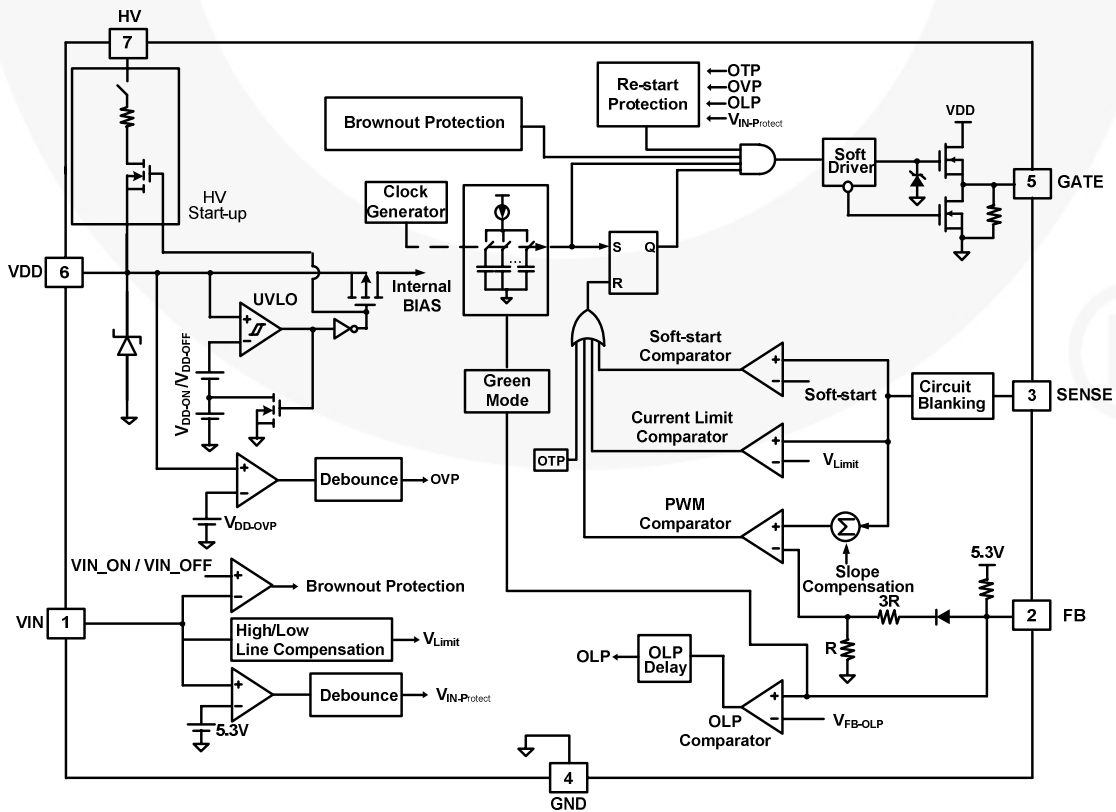 HV
7
Re-start
Protection
OTP
OVP
OLP
VIN-Protect
Brownout Protection
VDD
Soft
Driver
5
GATE
HV
Start-up
Clock
Generator
S
Q
R
VDD
6
UVLO
Internal
BIAS
VDD-ON /VDD-OFF
...
Green
Mode
Soft-start
Comparator
Soft-start
Circuit
Blanking
3
SENSE
Current Limit
Comparator
VLimit
OTP
Debounce
OVP
VDD-OVP
PWM
Comparator
Σ
Slope
Compensation
5.3V
VIN_ON / VIN_OFF
Brownout Protection
3R
2
FB
VIN
1
High/Low
Line Compensation
VLimit
R
OLP
OLP
Delay
Debounce
VIN-Protect
5.3V
OLP
Comparator
VFB-OLP
4
GND
+
−
+
−
+
−
+
−
+
−
+
−
+
−
+
−